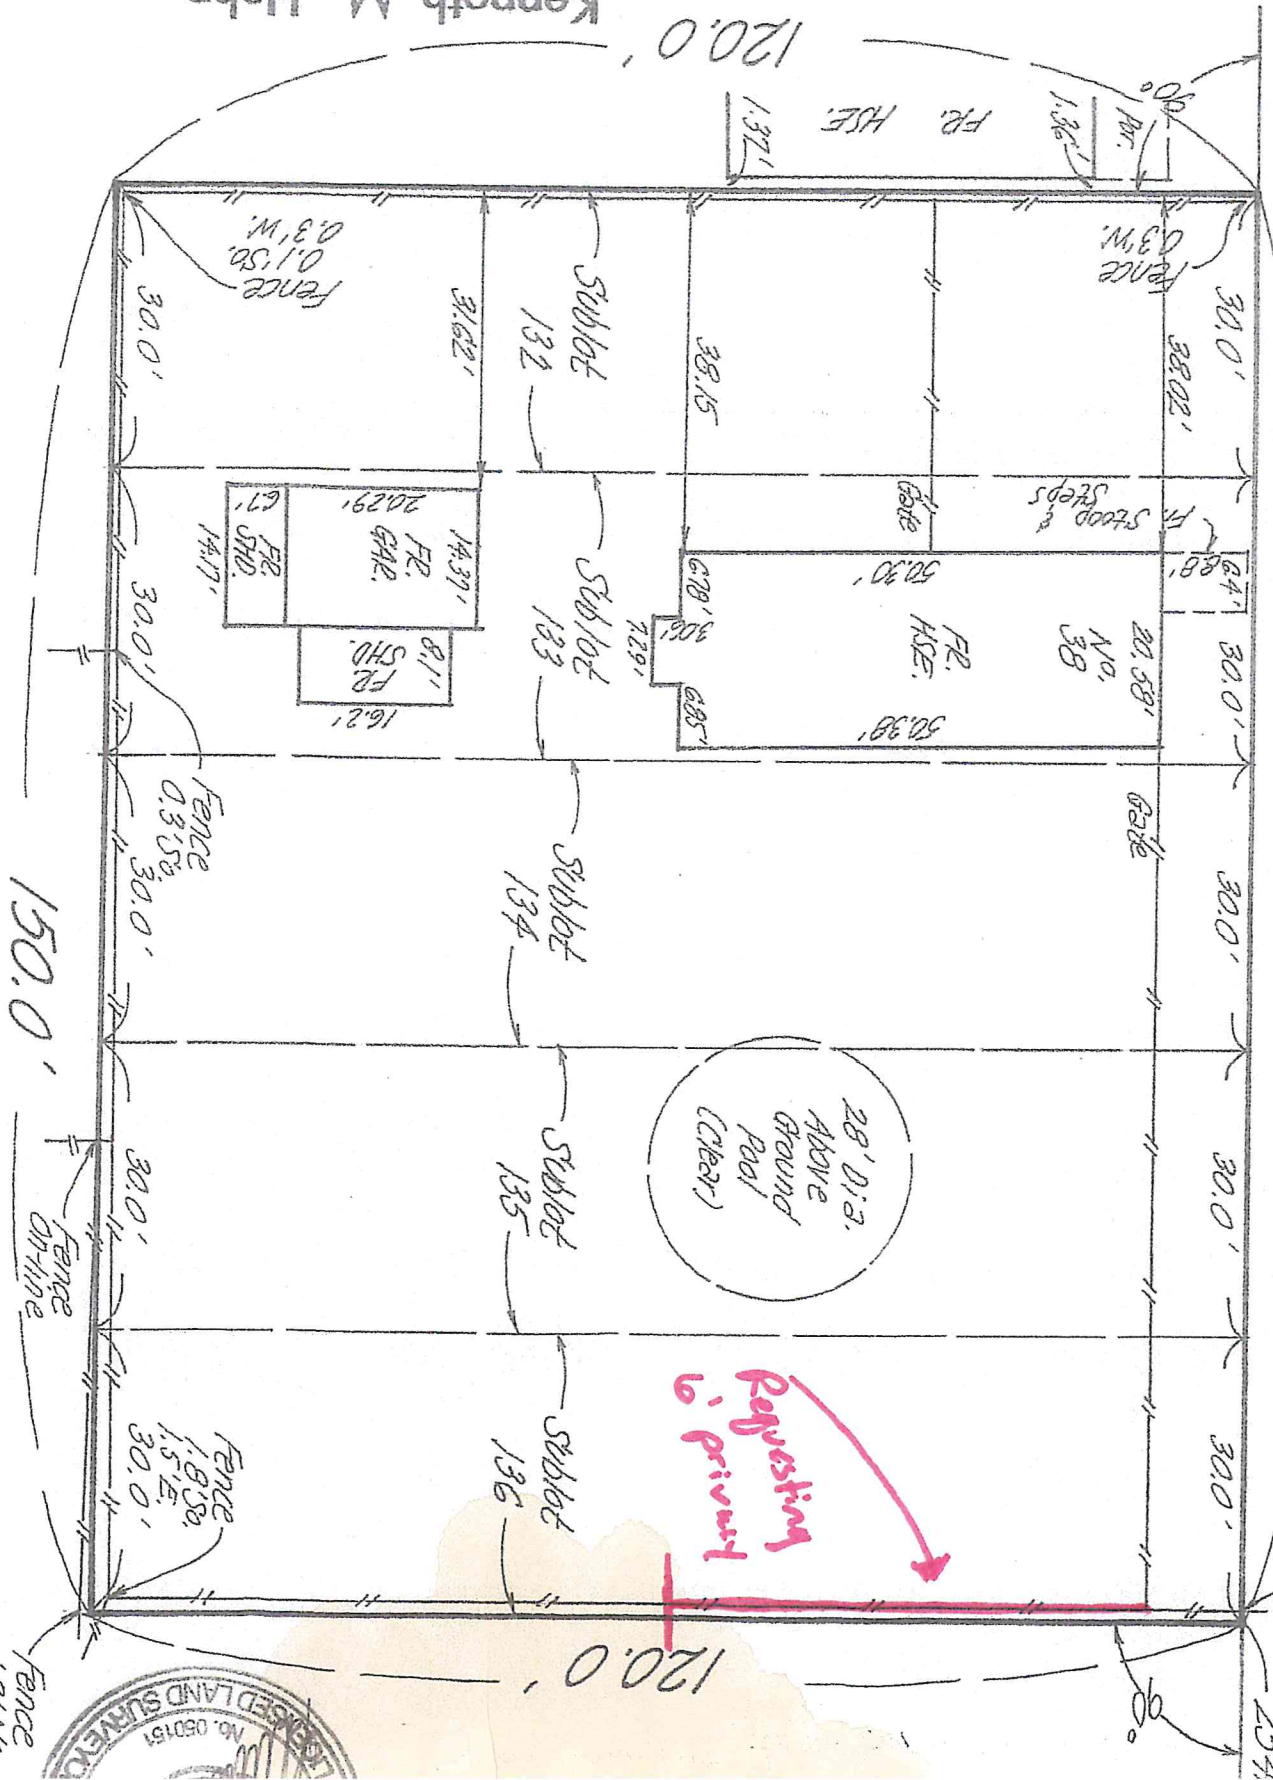 Kenneth M. Hahn
120.0'
90°
Por.
1.36'
FR. HSE.
1.37'
Fence
0.3'W.
Fence
0.1'So.
0.3'W.
30.0'
38.02'
38.15
Sublot
132
31.62'
30.0'
Fr. Stoop &
Steps
8.8'
6.4'
Gate
30.0'
50.30'
20.58'
No.
38
FR.
HSE.
6.78'
3.06'
7.29'
6.85'
50.38'
Sublot
133
14.37'
20.29'
FR.
GAR.
6.7'
FR.
SHD.
14.17'
8.1'
FR.
SHD.
16.2'
30.0'
Fence
0.3'So.
Gate
30.0'
Sublot
134
30.0'
150.0'
28' Dia.
Above
Ground
Pool
(Clear)
30.0'
Sublot
135
30.0'
Fence
On-line
Requesting
6' privacy
30.0'
Sublot
136
Fence
1.8'So.
1.5'E.
30.0'
120.0'
90°
Fence
LICENSED LAND SURVEYO
No. 050151